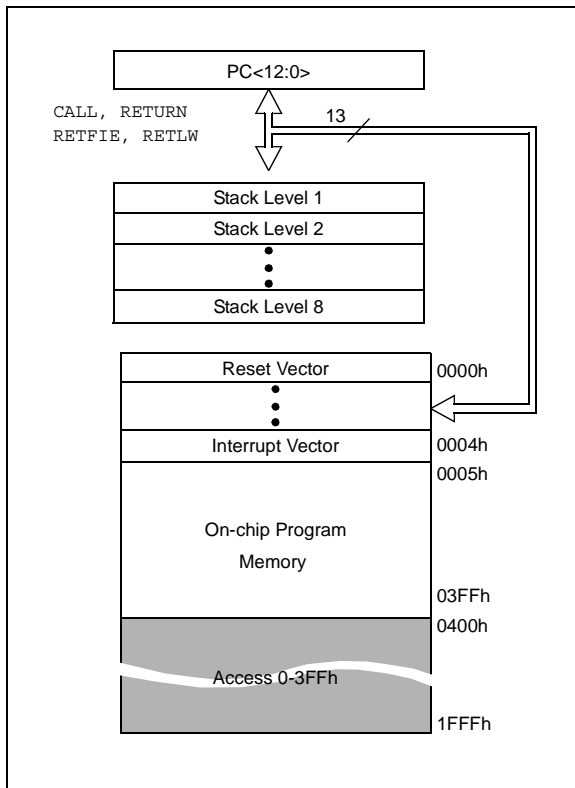 PC<12:0>
CALL, RETURN
RETFIE, RETLW
13
Stack Level 1
Stack Level 2
Stack Level 8
Reset Vector
0000h
Interrupt Vector
0004h
0005h
On-chip Program
Memory
03FFh
0400h
Access 0-3FFh
1FFFh